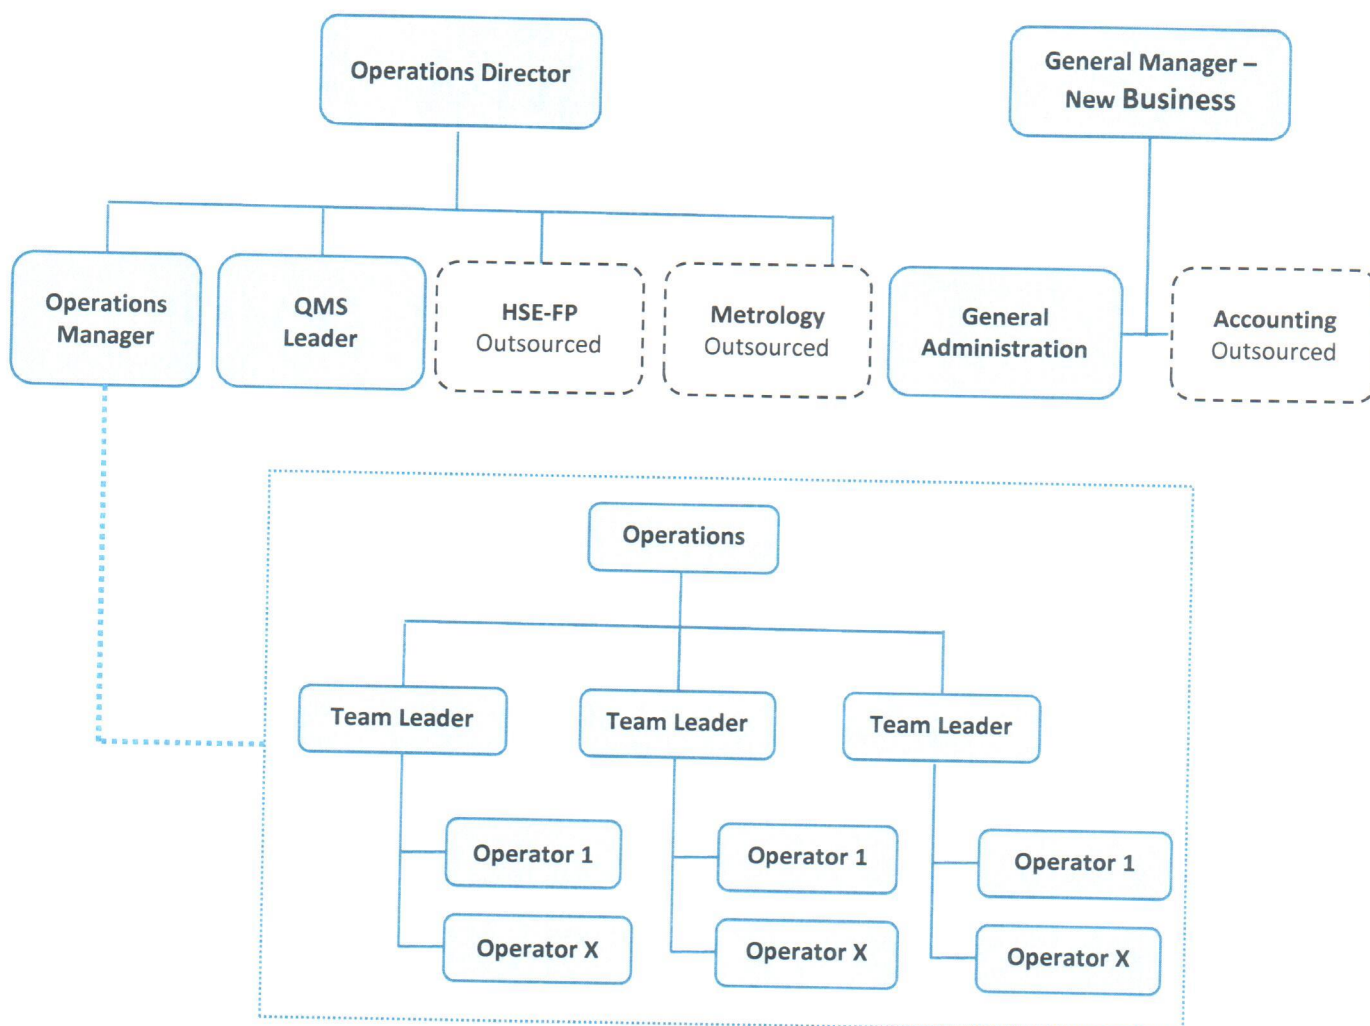 Operations Director
General Manager –
New Business
Operations
Manager
QMS
Leader
HSE-FP
Outsourced
Metrology
Outsourced
General
Administration
Accounting
Outsourced
Operations
Team Leader
Team Leader
Team Leader
Operator 1
Operator 1
Operator 1
Operator X
Operator X
Operator X